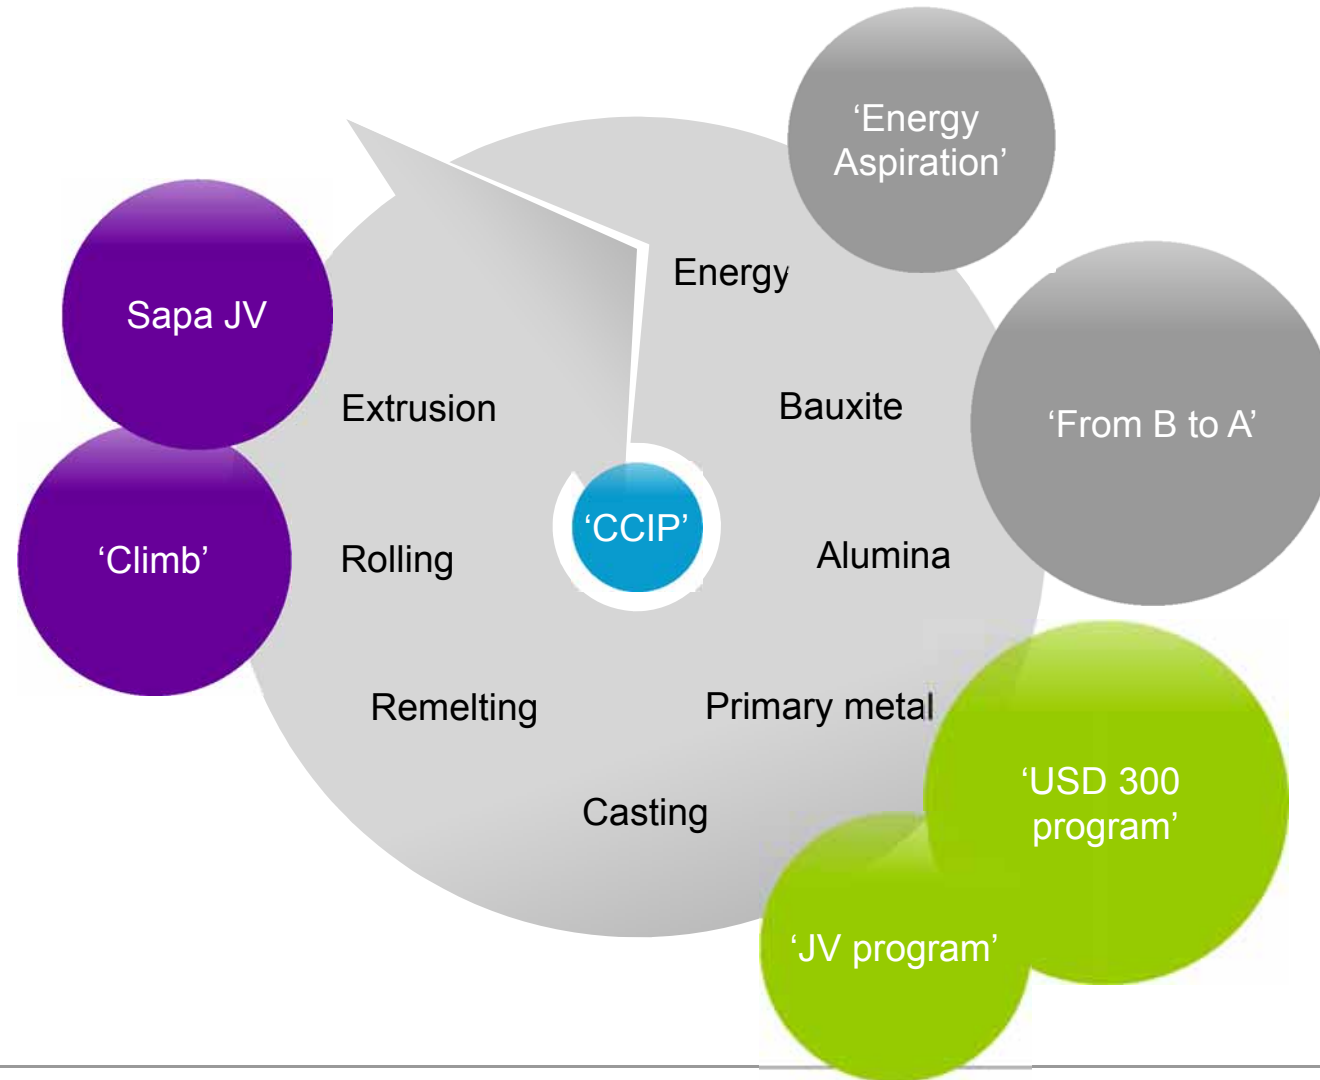 ‘Energy
Aspiration’
Energy
Sapa JV
Extrusion
Bauxite
‘From B to A’
‘CCIP’
‘Climb’
Rolling
Alumina
Remelting
Primary metal
‘USD 300
program’
Casting
‘JV program’